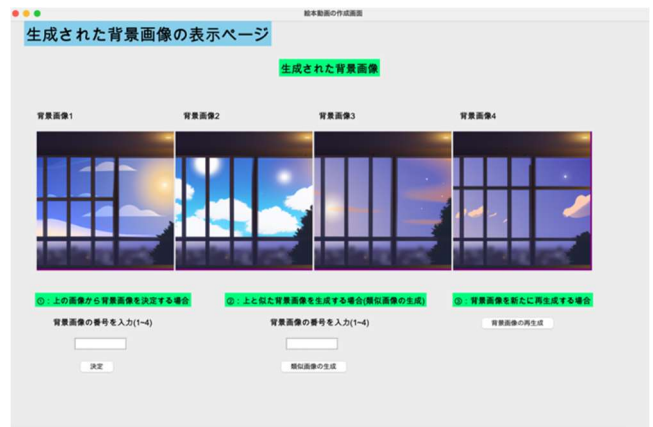 絵本動画の作成画面
生成された背景画像の表示ページ
生成された背景画像
背景画像1
背景画像2
背景画像3
背景画像4
①：上の画像から背景画像を決定する場合
背景画像の番号を入力(1~4)
決定
②：上と似た背景画像を生成する場合(類似画像の生成)
背景画像の番号を入力(1~4)
類似画像の生成
③：背景画像を新たに再生成する場合
背景画像の再生成